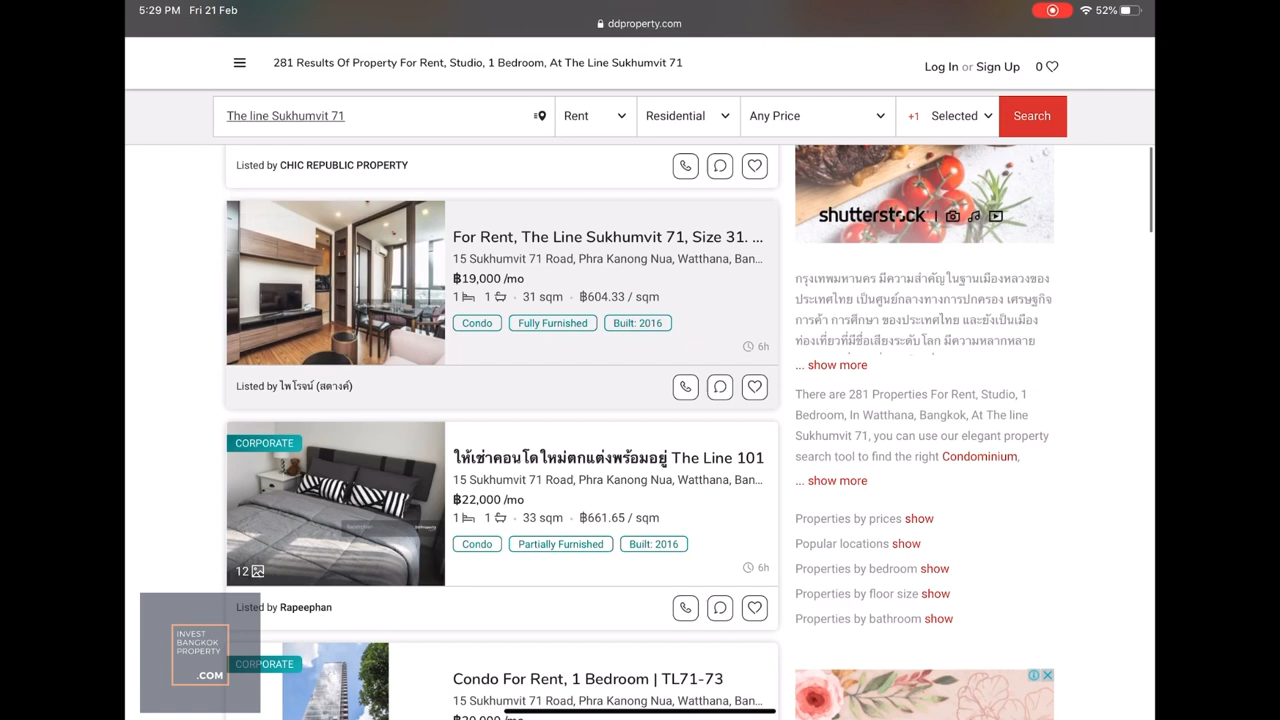 5:29 PM Fri 21 Feb
52%
ddproperty.com
281 Results Of Property For Rent, Studio, 1 Bedroom, At The Line Sukhumvit 71
Log In or Sign Up 0
The line Sukhumvit 71
Rent
Residential
Any Price
+1 Selected
Search
Listed by CHIC REPUBLIC PROPERTY
For Rent, The Line Sukhumvit 71, Size 31. ...
15 Sukhumvit 71 Road, Phra Kanong Nua, Watthana, Ban...
฿19,000 /mo
1 1 · 31 sqm · ฿604.33 / sqm
Condo Fully Furnished Built: 2016
6h
Listed by ไพโรจน์ (สตางค์)
CORPORATE
ให้เช่าคอนโดใหม่ตกแต่งพร้อมอยู่ The Line 101
15 Sukhumvit 71 Road, Phra Kanong Nua, Watthana, Ban...
฿22,000 /mo
1 1 · 33 sqm · ฿661.65 / sqm
Condo Partially Furnished Built: 2016
12
6h
Listed by Rapeephan
CORPORATE
Condo For Rent, 1 Bedroom | TL71-73
15 Sukhumvit 71 Road, Phra Kanong Nua, Watthana, Ban...
shutterstock
กรุงเทพมหานคร มีความสำคัญในฐานเมืองหลวงของ
ประเทศไทย เป็นศูนย์กลางทางการปกครอง เศรษฐกิจ
การค้า การศึกษา ของประเทศไทย และยังเป็นเมือง
ท่องเที่ยวที่มีชื่อเสียงระดับโลก มีความหลากหลาย
... show more
There are 281 Properties For Rent, Studio, 1
Bedroom, In Watthana, Bangkok, At The line
Sukhumvit 71, you can use our elegant property
search tool to find the right Condominium,
... show more
Properties by prices show
Popular locations show
Properties by bedroom show
Properties by floor size show
Properties by bathroom show
INVEST
BANGKOK
PROPERTY
.COM